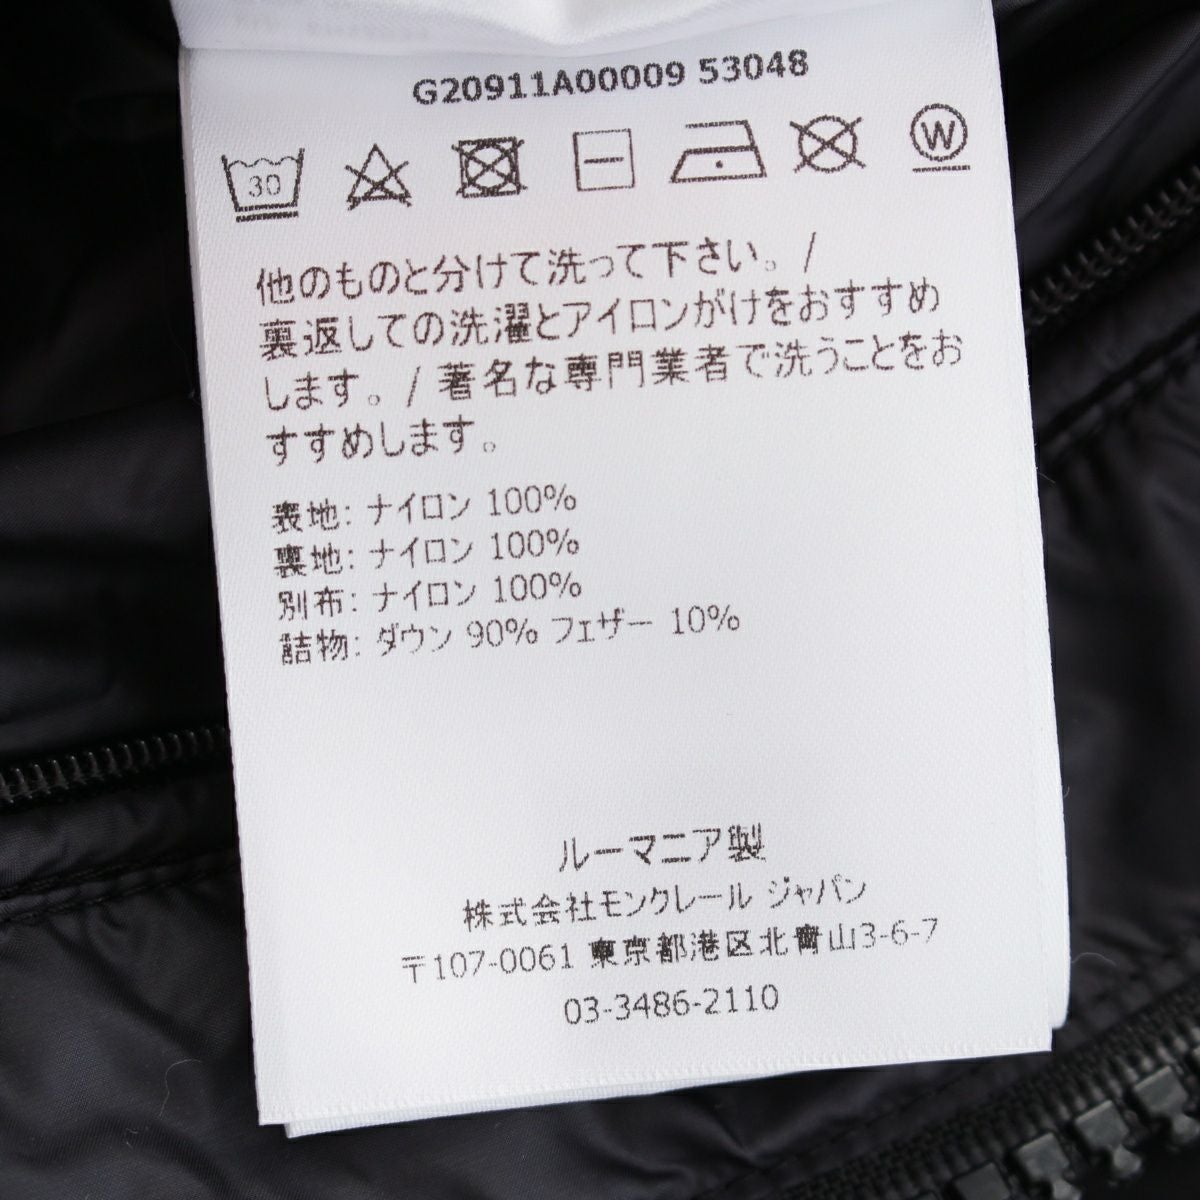 G20911A00009 53048
30
W
他のものと分けて洗って下さい。/
裏返しての洗濯とアイロンがけをおすすめ
します。/ 著名な専門業者で洗うことをお
すすめします。
表地: ナイロン 100%
裏地: ナイロン 100%
別布: ナイロン 100%
詰物: ダウン 90% フェザー 10%
ルーマニア製
株式会社モンクレール ジャパン
〒107-0061 東京都港区北青山3-6-7
03-3486-2110